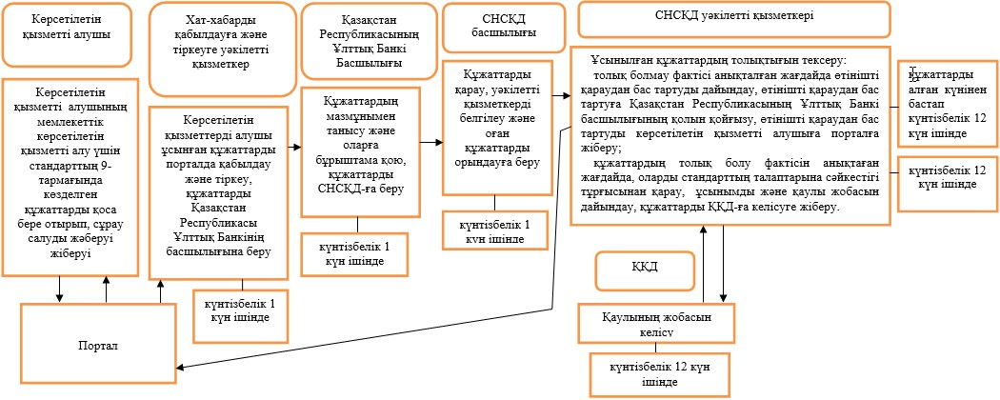 Көрсетілетін
қызметті алушы
Хат-хабарды
қабылдауға және
тіркеуге уәкілетті
қызметкер
Қазақстан
Республикасының
Ұлттық Банкі
Басшылығы
СНСҚД
басшылығы
СНСҚД уәкілетті қызметкері
Көрсетілетін
қызметті алушының
мемлекеттік
көрсетілетін
қызметті алу үшін
стандарттың 9-
тармағында
көзделген
құжаттарды қоса
бере отырып, сұрау
салуды жәберуі
жіберуі
Көрсетілетін
қызметтерді алушы
ұсынған құжаттарды
порталда қабылдау
және тіркеу,
құжаттарды
Қазақстан
Республикасы
Ұлттық Банкінің
басшылығына беру
Құжаттардың
мазмұнымен
танысу және
оларға
бұрыштама қою,
құжаттарды
СНСҚД-ға беру
Құжаттарды
қарау, уәкілетті
қызметкерді
белгілеу және
оған
құжаттарды
орындауға беру
Ұсынылған құжаттардың толықтығын тексеру:
толық болмау фактісі анықталған жағдайда өтінішті
қараудан бас тартуды дайындау, өтінішті қараудан бас
тартуға Қазақстан Республикасының Ұлттық Банкі
басшылығының қолын қойғызу, өтінішті қараудан бас
тартуды көрсетілетін қызметті алушыға порталға
жіберу;
құжаттардың толық болу фактісін анықтаған
жағдайда, оларды стандарттың талаптарына сәйкестігі
тұрғысынан қарау, ұсынымды және қаулы жобасын
дайындау, құжаттарды ҚҚД-ға келісуге жіберу.
құжаттарды
алған күнінен
бастап
күнтізбелік 12
күн ішінде
күнтізбелік 12
күн ішінде
күнтізбелік 1
күн ішінде
күнтізбелік 1
күн ішінде
күнтізбелік 1
күн ішінде
ҚҚД
Портал
Қаулының жобасын
келісу
күнтізбелік 12 күн
ішінде